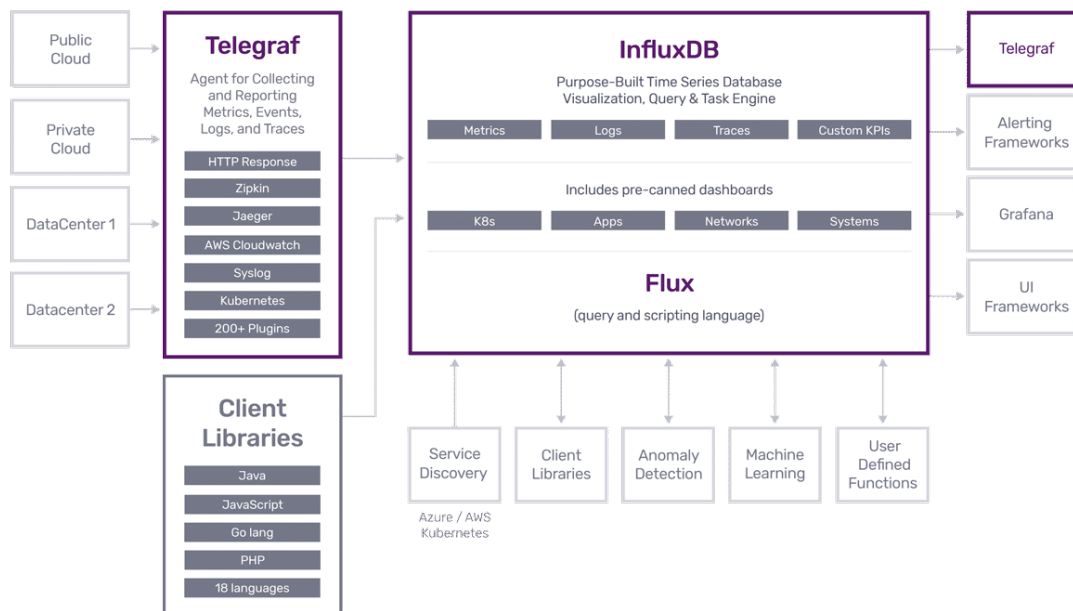 Public
Cloud
Private
Cloud
DataCenter 1
Datacenter 2
Telegraf
Agent for Collecting
and Reporting
Metrics, Events,
Logs, and Traces
HTTP Response
Zipkin
Jaeger
AWS Cloudwatch
Syslog
Kubernetes
200+ Plugins
Client
Libraries
Java
JavaScript
Go lang
PHP
18 languages
InfluxDB
Purpose-Built Time Series Database
Visualization, Query & Task Engine
Metrics
Logs
Traces
Custom KPIs
Includes pre-canned dashboards
K8s
Apps
Networks
Systems
Flux
(query and scripting language)
Service
Discovery
Azure / AWS
Kubernetes
Client
Libraries
Anomaly
Detection
Machine
Learning
User
Defined
Functions
Telegraf
Alerting
Frameworks
Grafana
UI
Frameworks